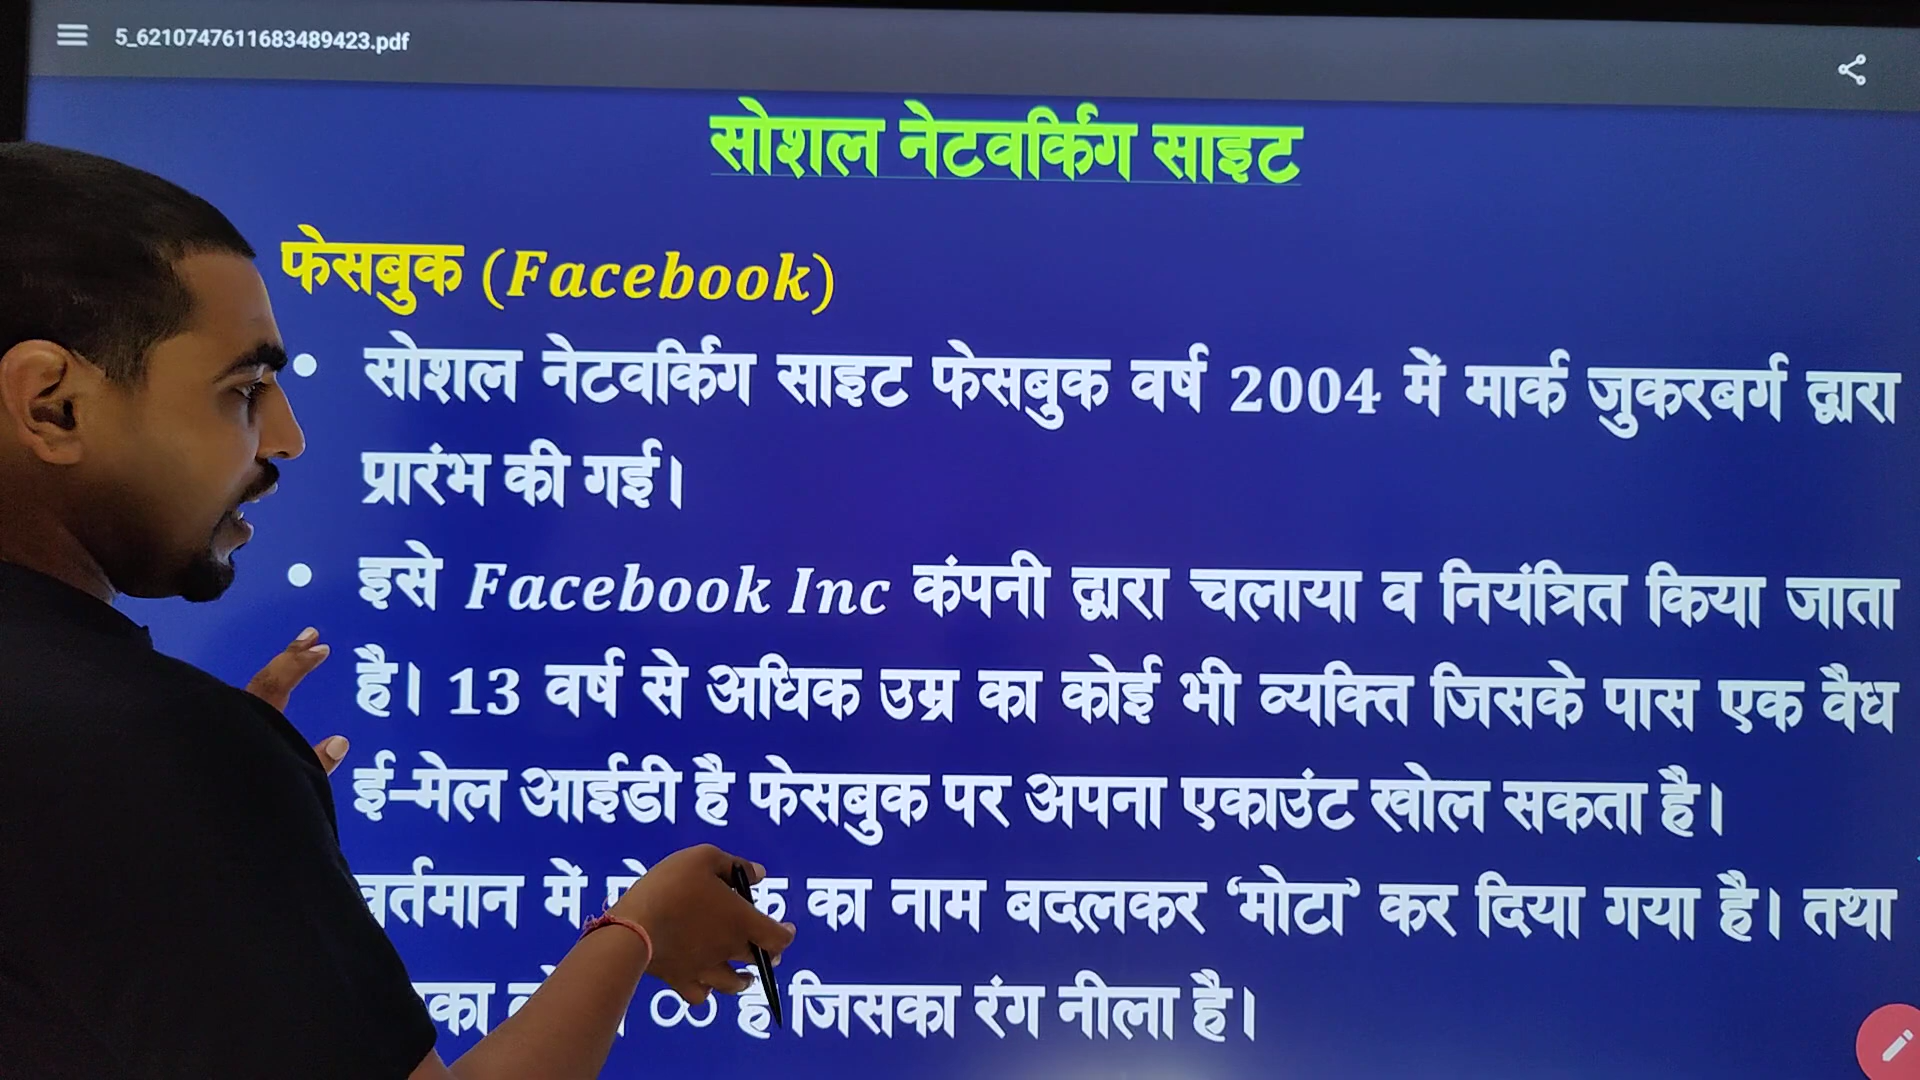 5_6210747611683489423.pdf
सोशल नेटवर्किंग साइट
फेसबुक (Facebook)
• सोशल नेटवर्किंग साइट फेसबुक वर्ष 2004 में मार्क जुकरबर्ग द्वारा
प्रारंभ की गई।
• इसे Facebook Inc कंपनी द्वारा चलाया व नियंत्रित किया जाता
है। 13 वर्ष से अधिक उम्र का कोई भी व्यक्ति जिसके पास एक वैध
ई-मेल आईडी है फेसबुक पर अपना एकाउंट खोल सकता है।
वर्तमान में का नाम बदलकर ‘मोटा’ कर दिया गया है। तथा
∞ है जिसका रंग नीला है।